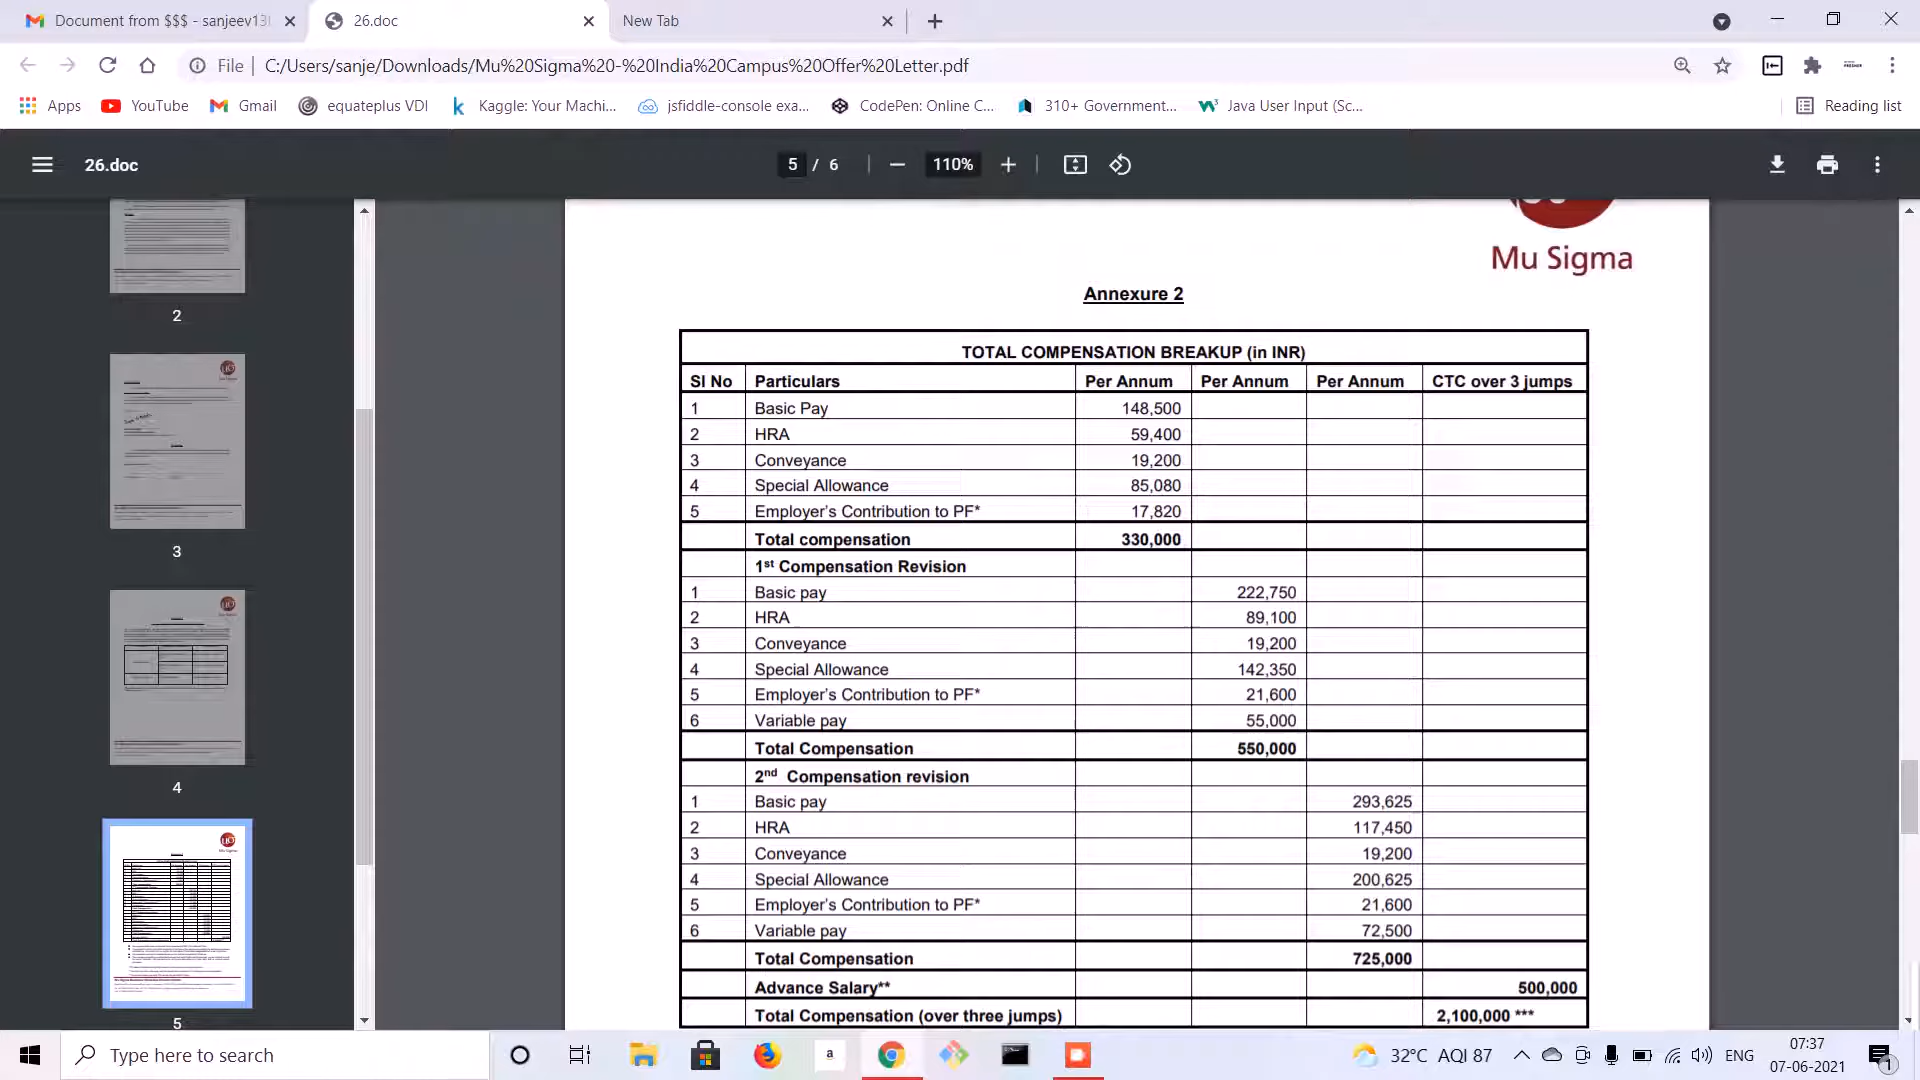 Document from $$$ - sanjeev13
26.doc
New Tab
File
C:/Users/sanje/Downloads/Mu%20Sigma%20-%20India%20Campus%20Offer%20Letter.pdf
Apps
YouTube
Gmail
equateplus VDI
Kaggle: Your Machi...
jsfiddle-console exa...
CodePen: Online C...
310+ Government...
Java User Input (Sc...
Reading list
26.doc
5 / 6
110%
2
3
4
5
Mu Sigma
Annexure 2
TOTAL COMPENSATION BREAKUP (in INR)
SI No Particulars Per Annum Per Annum Per Annum CTC over 3 jumps
1 Basic Pay 148,500
2 HRA 59,400
3 Conveyance 19,200
4 Special Allowance 85,080
5 Employer's Contribution to PF* 17,820
Total compensation 330,000
1st Compensation Revision
1 Basic pay 222,750
2 HRA 89,100
3 Conveyance 19,200
4 Special Allowance 142,350
5 Employer's Contribution to PF* 21,600
6 Variable pay 55,000
Total Compensation 550,000
2nd Compensation revision
1 Basic pay 293,625
2 HRA 117,450
3 Conveyance 19,200
4 Special Allowance 200,625
5 Employer's Contribution to PF* 21,600
6 Variable pay 72,500
Total Compensation 725,000
Advance Salary** 500,000
Total Compensation (over three jumps) 2,100,000 ***
Type here to search
a
32°C AQI 87
ENG
07:37
07-06-2021
1